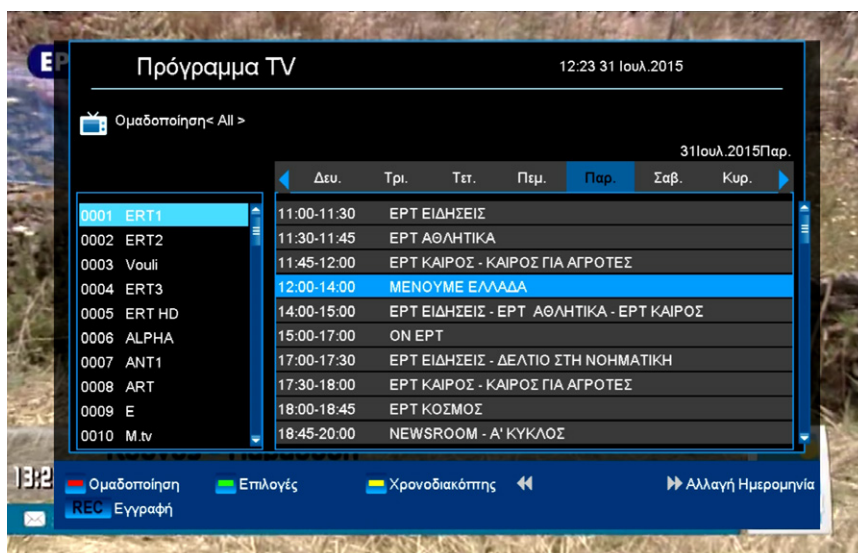 Πρόγραμμα TV
12:23 31 Ιουλ.2015
Ομαδοποίηση< All >
31Ιουλ.2015Παρ.
Δευ. Τρι. Τετ. Πεμ. Παρ. Σαβ. Κυρ.
0001 ERT1
0002 ERT2
0003 Vouli
0004 ERT3
0005 ERT HD
0006 ALPHA
0007 ANT1
0008 ART
0009 E
0010 M.tv
11:00-11:30 ΕΡΤ ΕΙΔΗΣΕΙΣ
11:30-11:45 ΕΡΤ ΑΘΛΗΤΙΚΑ
11:45-12:00 ΕΡΤ ΚΑΙΡΟΣ - ΚΑΙΡΟΣ ΓΙΑ ΑΓΡΟΤΕΣ
12:00-14:00 ΜΕΝΟΥΜΕ ΕΛΛΑΔΑ
14:00-15:00 ΕΡΤ ΕΙΔΗΣΕΙΣ - ΕΡΤ ΑΘΛΗΤΙΚΑ - ΕΡΤ ΚΑΙΡΟΣ
15:00-17:00 ON ΕΡΤ
17:00-17:30 ΕΡΤ ΕΙΔΗΣΕΙΣ - ΔΕΛΤΙΟ ΣΤΗ ΝΟΗΜΑΤΙΚΗ
17:30-18:00 ΕΡΤ ΚΑΙΡΟΣ - ΚΑΙΡΟΣ ΓΙΑ ΑΓΡΟΤΕΣ
18:00-18:45 ΕΡΤ ΚΟΣΜΟΣ
18:45-20:00 NEWSROOM - Α' ΚΥΚΛΟΣ
Ομαδοποίηση Επιλογές Χρονοδιακόπτης Αλλαγή Ημερομηνία
REC Εγγραφή